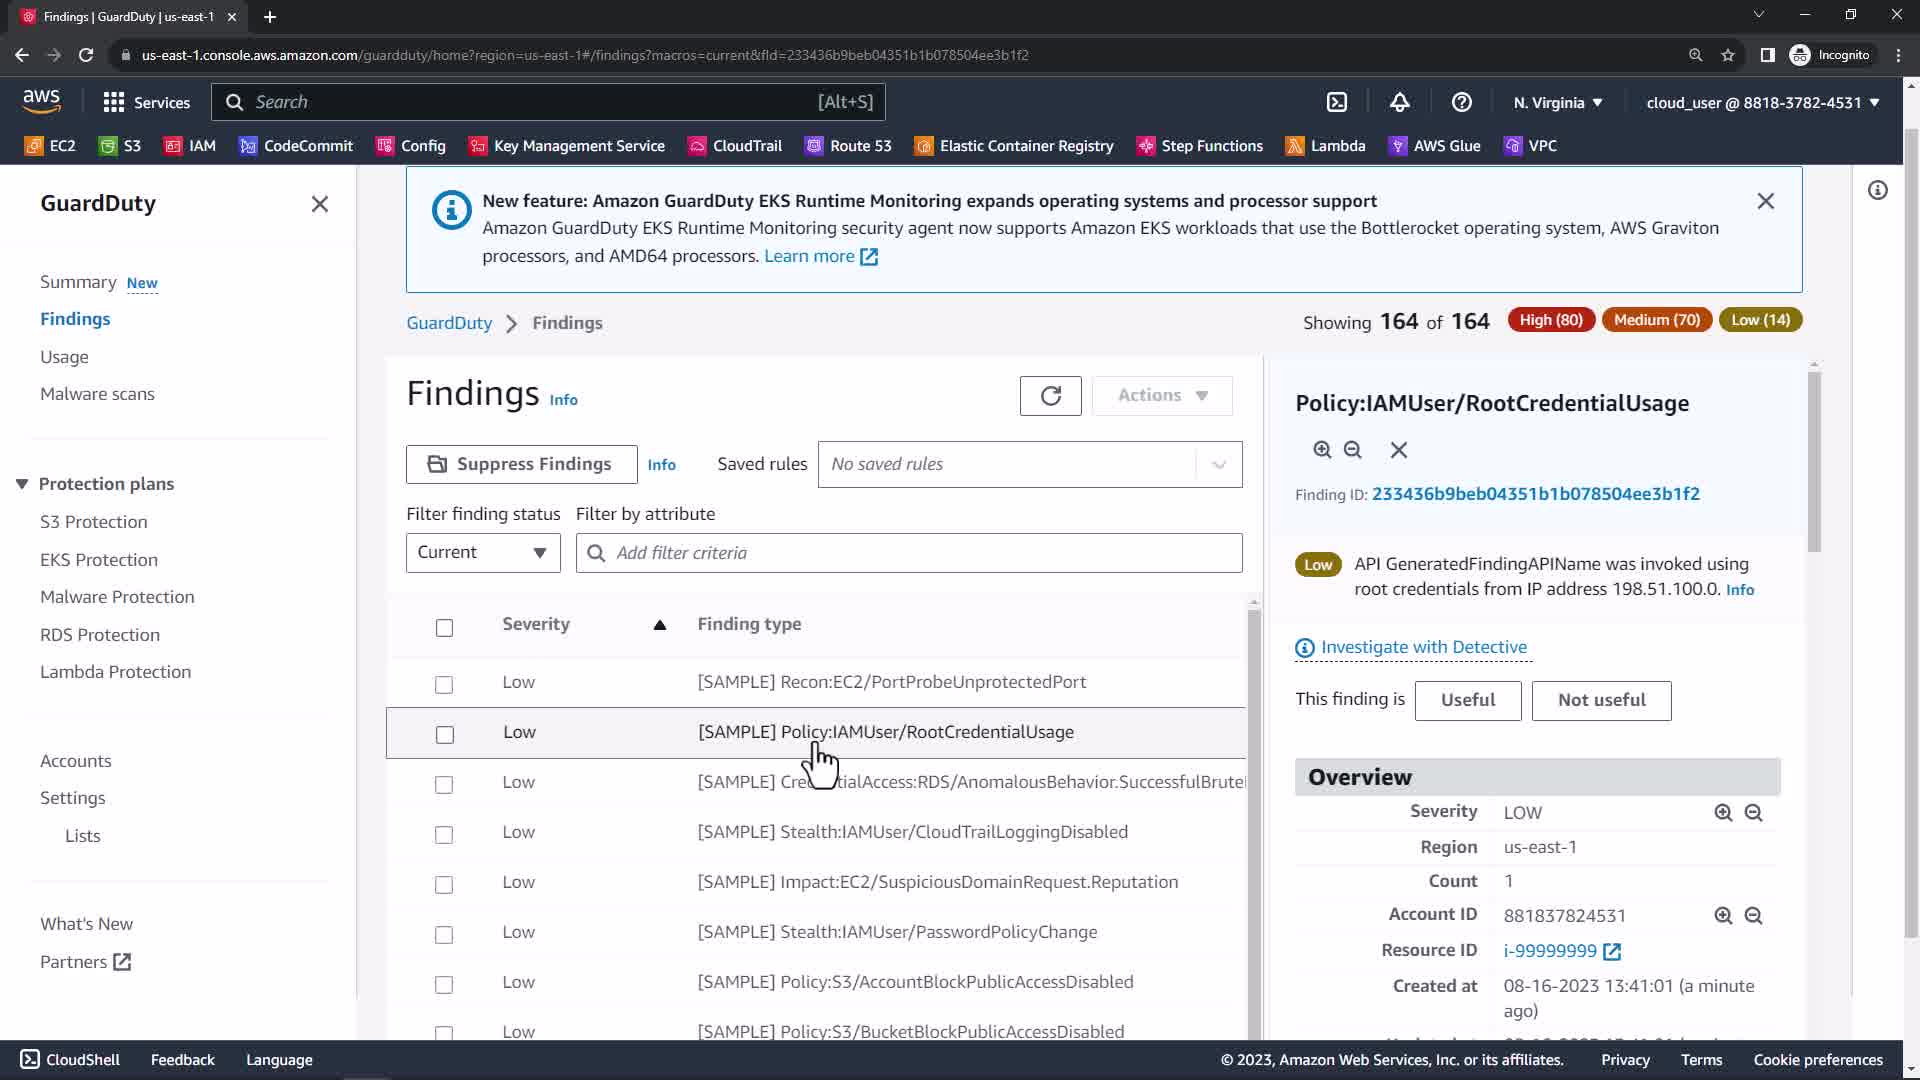 Findings | GuardDuty | us-east-1
us-east-1.console.aws.amazon.com/guardduty/home?region=us-east-1#/findings?macros=current&fId=233436b9beb04351b1b078504ee3b1f2
Incognito
aws
Services
Search
[Alt+S]
N. Virginia
cloud_user @ 8818-3782-4531
EC2
S3
IAM
CodeCommit
Config
Key Management Service
CloudTrail
Route 53
Elastic Container Registry
Step Functions
Lambda
AWS Glue
VPC
GuardDuty
Summary New
Findings
Usage
Malware scans
Protection plans
S3 Protection
EKS Protection
Malware Protection
RDS Protection
Lambda Protection
Accounts
Settings
Lists
What's New
Partners
New feature: Amazon GuardDuty EKS Runtime Monitoring expands operating systems and processor support
Amazon GuardDuty EKS Runtime Monitoring security agent now supports Amazon EKS workloads that use the Bottlerocket operating system, AWS Graviton
processors, and AMD64 processors. Learn more
GuardDuty
Findings
Showing 164 of 164
High (80)
Medium (70)
Low (14)
Findings Info
Actions
Suppress Findings
Info
Saved rules
No saved rules
Filter finding status
Filter by attribute
Current
Add filter criteria
Severity
Finding type
Low
[SAMPLE] Recon:EC2/PortProbeUnprotectedPort
Low
[SAMPLE] Policy:IAMUser/RootCredentialUsage
Low
[SAMPLE] CredentialAccess:RDS/AnomalousBehavior.SuccessfulBrute
Low
[SAMPLE] Stealth:IAMUser/CloudTrailLoggingDisabled
Low
[SAMPLE] Impact:EC2/SuspiciousDomainRequest.Reputation
Low
[SAMPLE] Stealth:IAMUser/PasswordPolicyChange
Low
[SAMPLE] Policy:S3/AccountBlockPublicAccessDisabled
Low
[SAMPLE] Policy:S3/BucketBlockPublicAccessDisabled
Policy:IAMUser/RootCredentialUsage
Finding ID: 233436b9beb04351b1b078504ee3b1f2
Low
API GeneratedFindingAPIName was invoked using
root credentials from IP address 198.51.100.0. Info
Investigate with Detective
This finding is
Useful
Not useful
Overview
Severity
LOW
Region
us-east-1
Count
1
Account ID
881837824531
Resource ID
i-99999999
Created at
08-16-2023 13:41:01 (a minute
ago)
CloudShell
Feedback
Language
© 2023, Amazon Web Services, Inc. or its affiliates.
Privacy
Terms
Cookie preferences